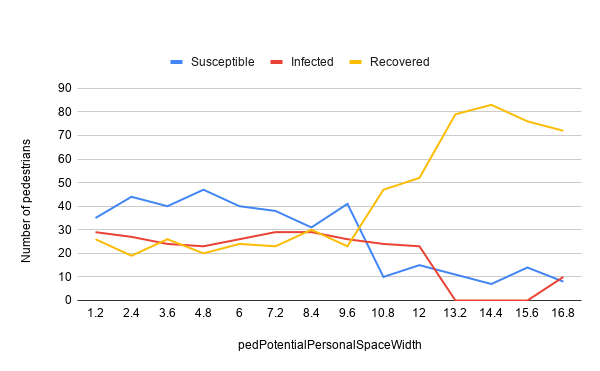 Susceptible Infected Recovered
90
80
70
60
50
40
30
20
10
0
Number of pedestrians
1.2 2.4 3.6 4.8 6 7.2 8.4 9.6 10.8 12 13.2 14.4 15.6 16.8
pedPotentialPersonalSpaceWidth